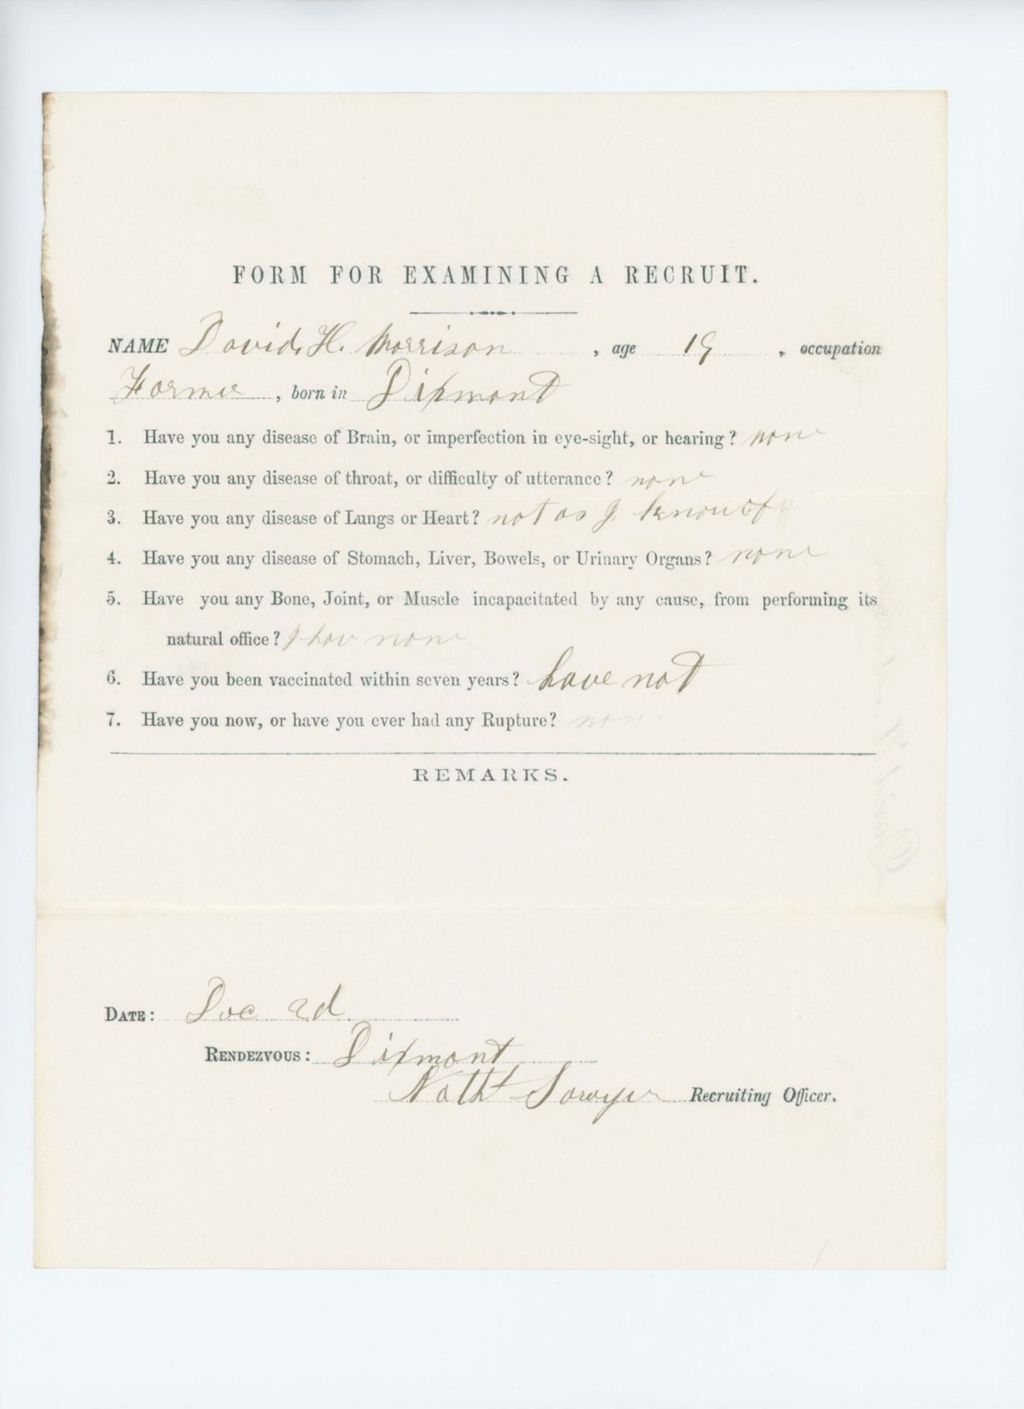 FORM FOR EXAMINING A RECRUIT.
NAME David H. Morrison , age 19 , occupation
Farmer , born in Dixmont
1. Have you any disease of Brain, or imperfection in eye-sight, or hearing? none
2. Have you any disease of throat, or difficulty of utterance? none
3. Have you any disease of Lungs or Heart? not as I know of
4. Have you any disease of Stomach, Liver, Bowels, or Urinary Organs? none
5. Have you any Bone, Joint, or Muscle incapacitated by any cause, from performing its
natural office? I hav none
6. Have you been vaccinated within seven years? have not
7. Have you now, or have you ever had any Rupture? none
REMARKS.
DATE: Dec 2d
RENDEZVOUS: Dixmont
Nathl Sawyer Recruiting Officer.